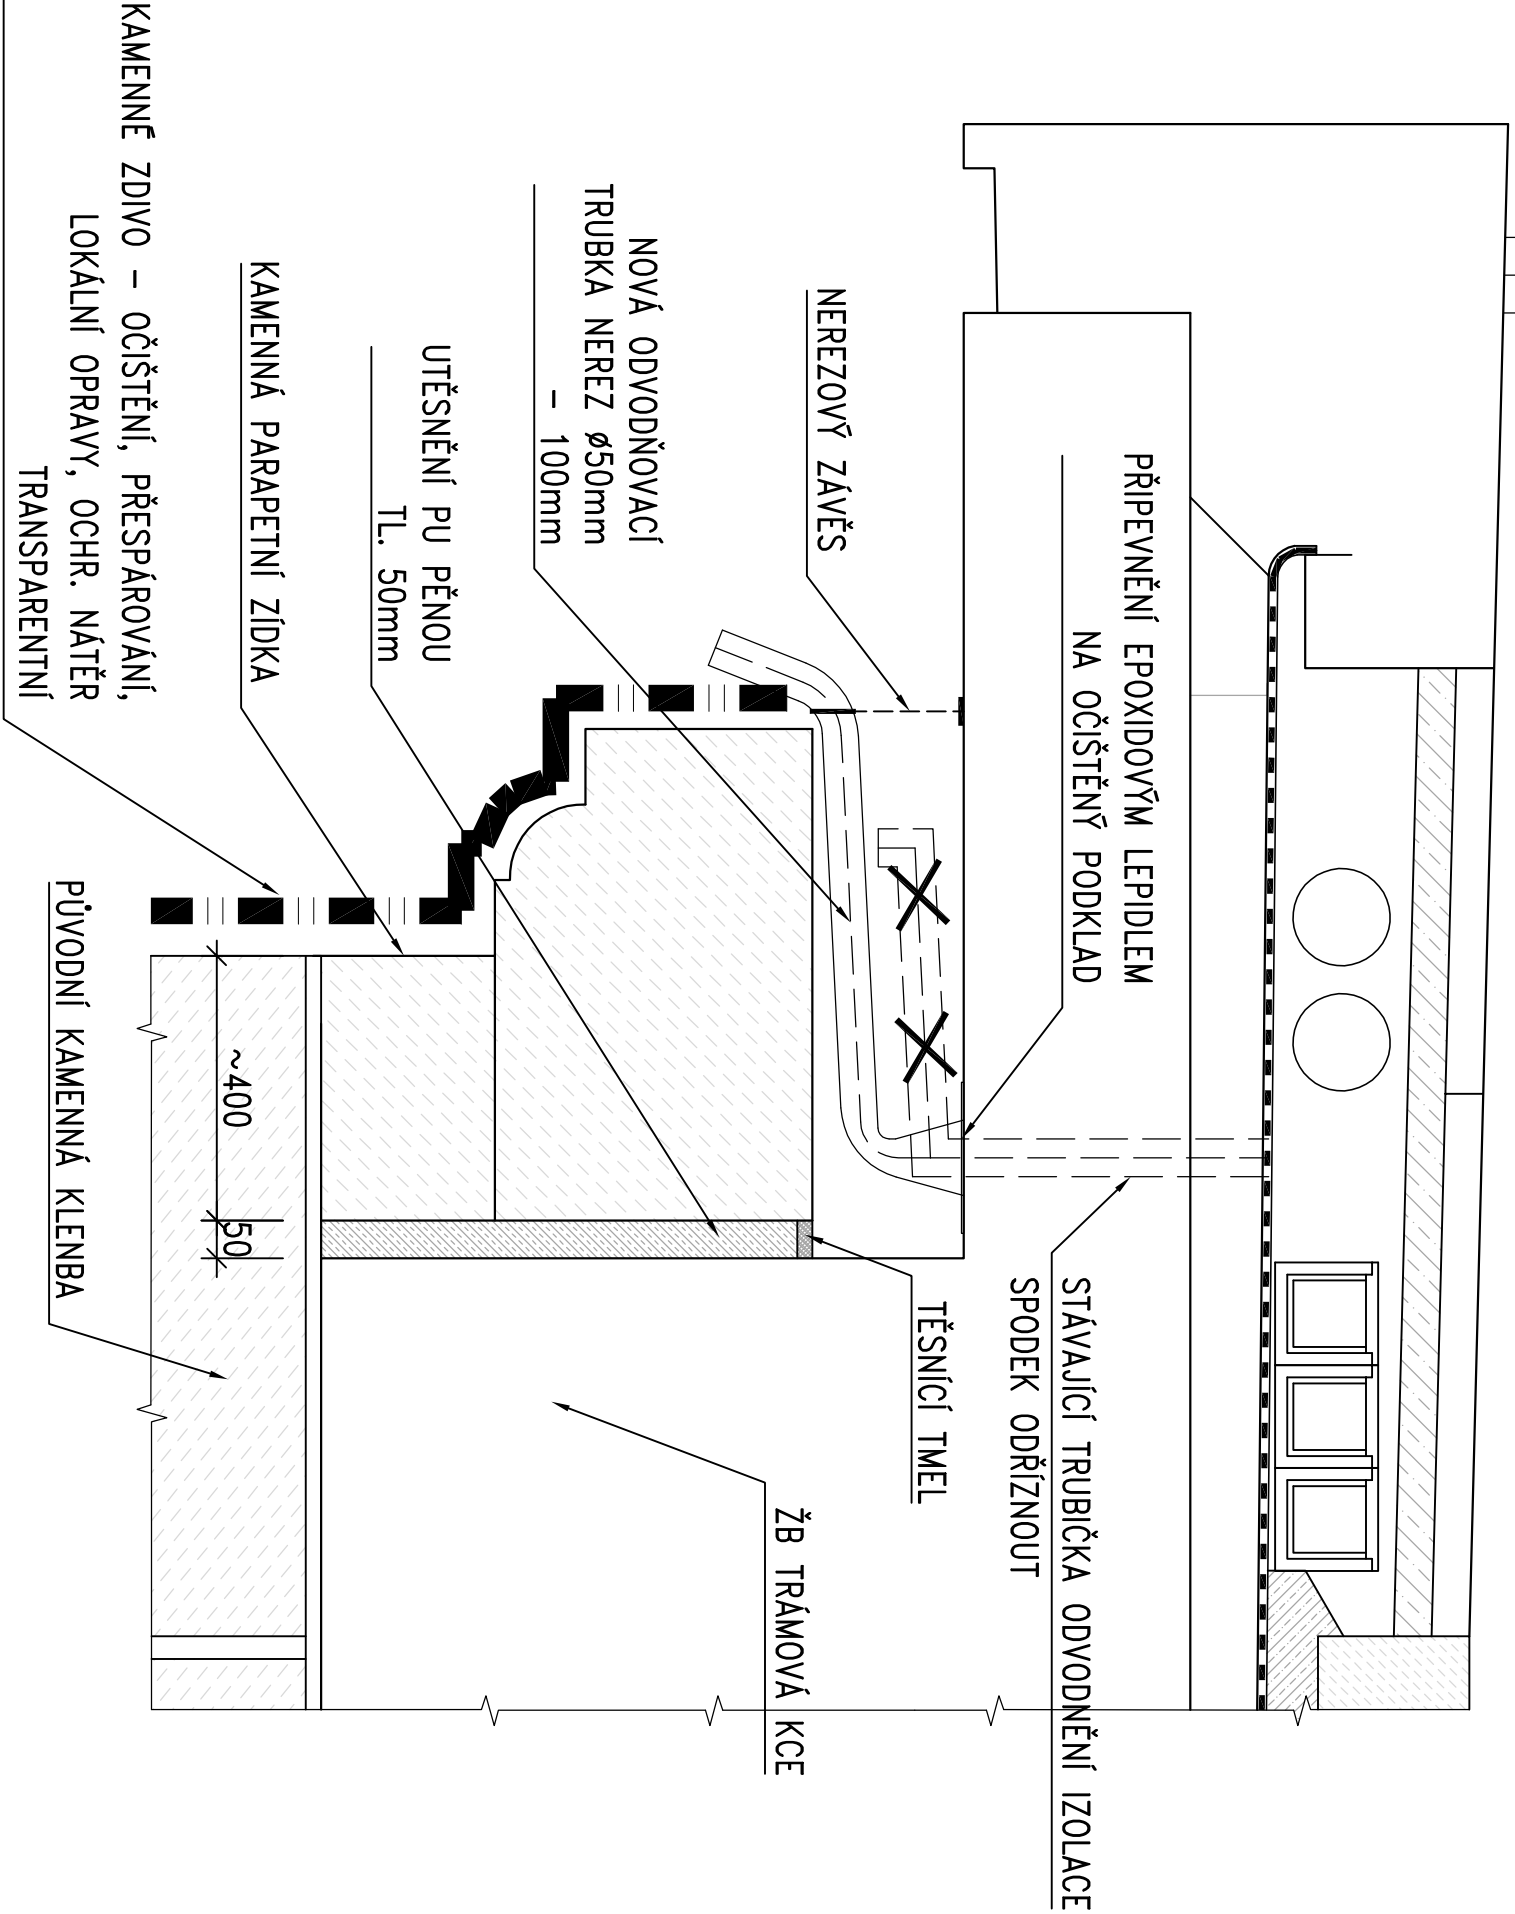 PŘIPEVNĚNÍ EPOXIDOVÝM LEPIDLEM
NA OČIŠTĚNÝ PODKLAD
STÁVAJÍCÍ TRUBIČKA ODVODNĚNÍ IZOLACE
SPODEK ODŘÍZNOUT
NEREZOVÝ ZÁVĚS
TĚSNÍCÍ TMEL
ŽB TRÁMOVÁ KCE
NOVÁ ODVODŇOVACÍ
TRUBKA NEREZ ø50mm
- 100mm
UTĚSNĚNÍ PU PĚNOU
TL. 50mm
KAMENNÁ PARAPETNÍ ZÍDKA
~400
50
KAMENNÉ ZDIVO - OČIŠTĚNÍ, PŘESPÁROVÁNÍ,
LOKÁLNÍ OPRAVY, OCHR. NÁTĚR
TRANSPARENTNÍ
PŮVODNÍ KAMENNÁ KLENBA